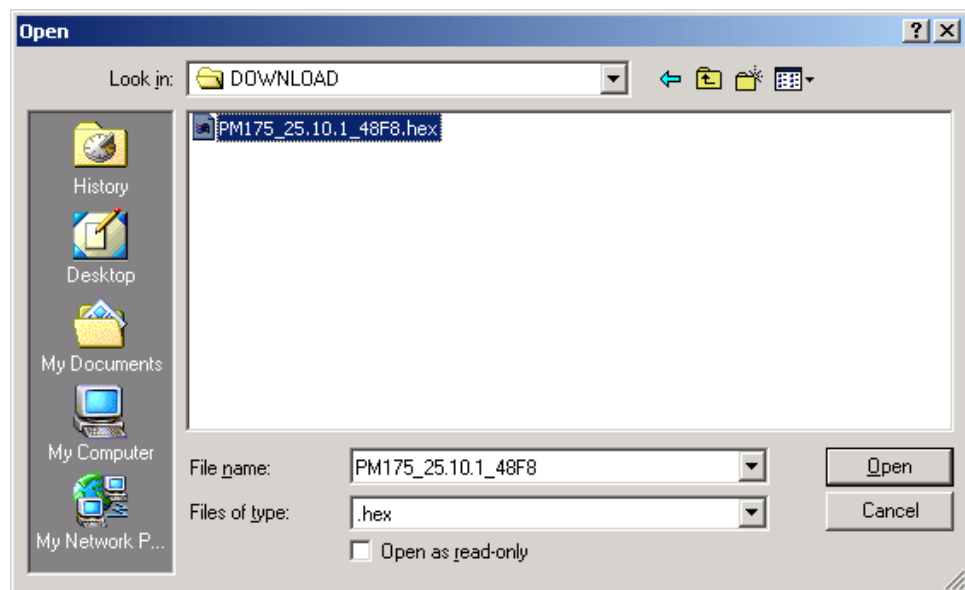 Open
Look in:
DOWNLOAD
PM175_25.10.1_48F8.hex
History
Desktop
My Documents
My Computer
My Network P...
File name:
PM175_25.10.1_48F8
Open
Files of type:
.hex
Cancel
Open as read-only